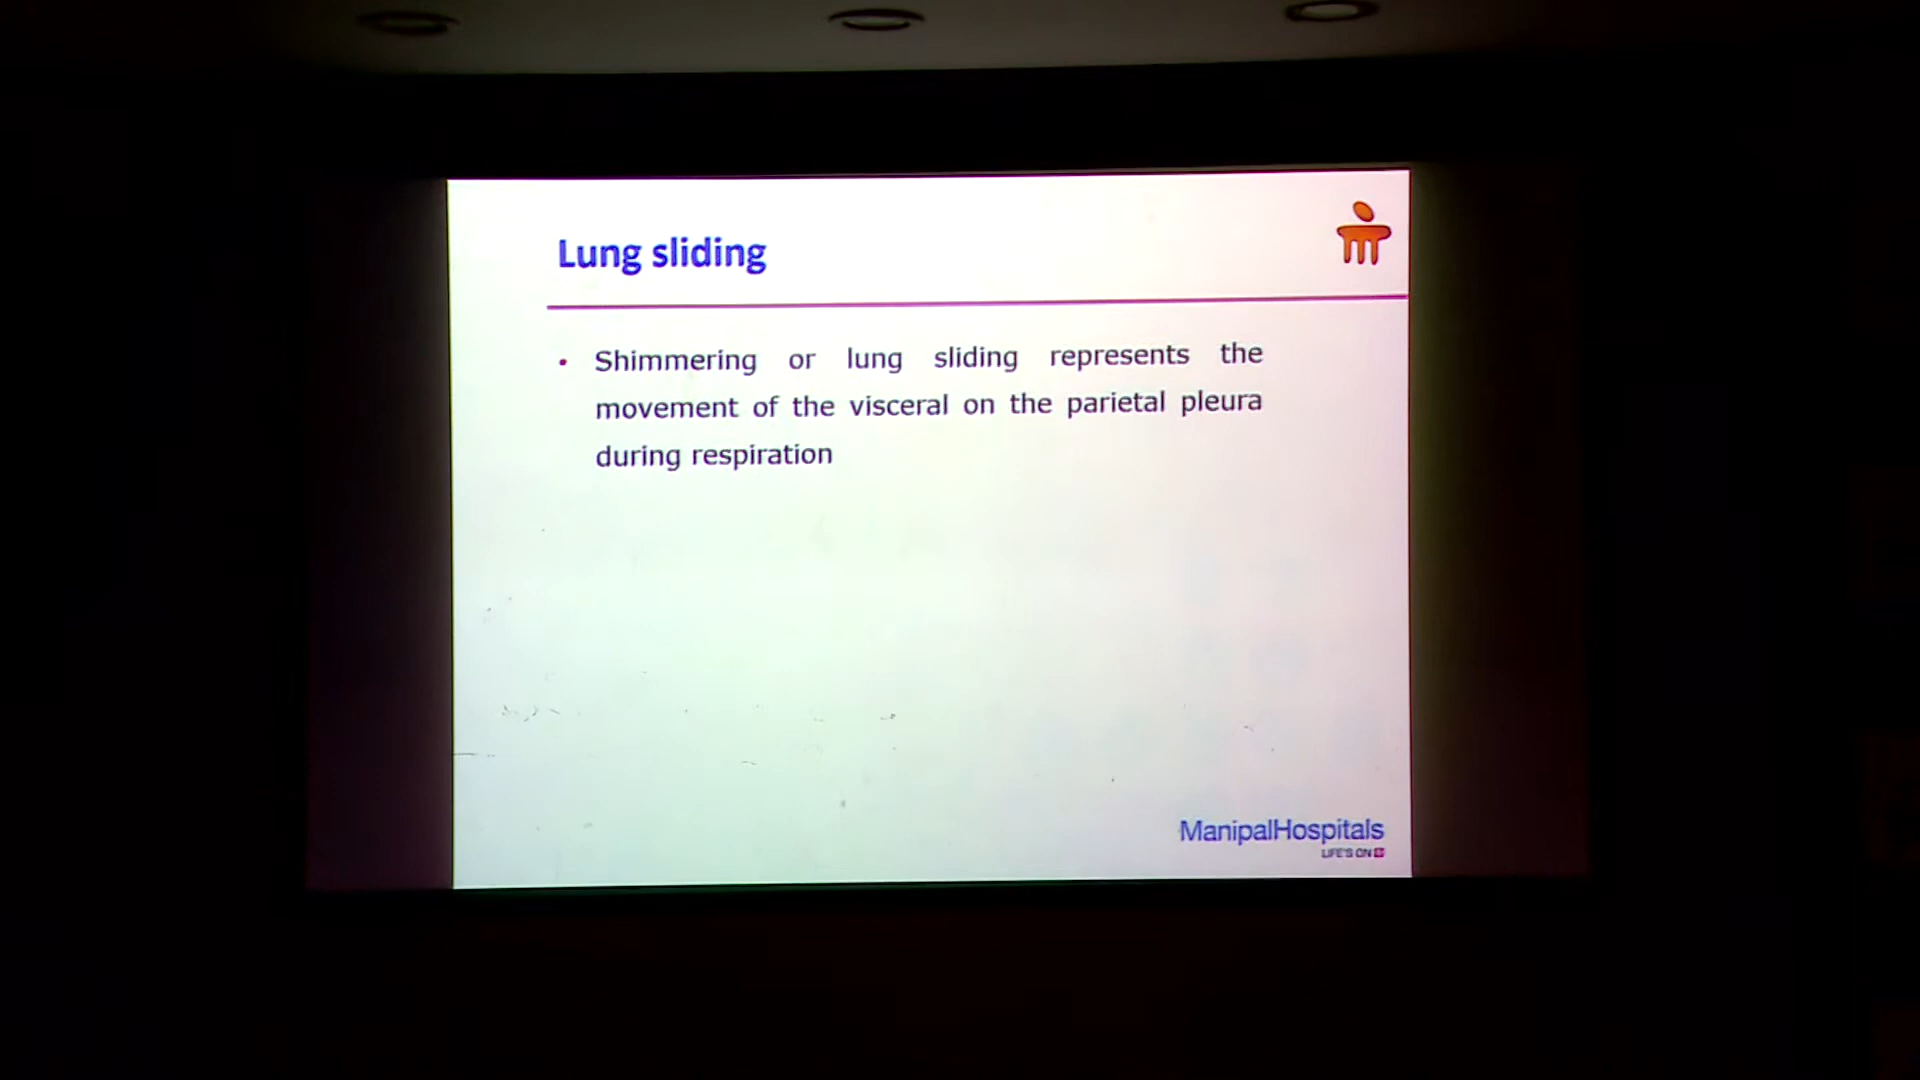 Lung sliding
• Shimmering or lung sliding represents the
movement of the visceral on the parietal pleura
during respiration
ManipalHospitals
LIFE'S ON